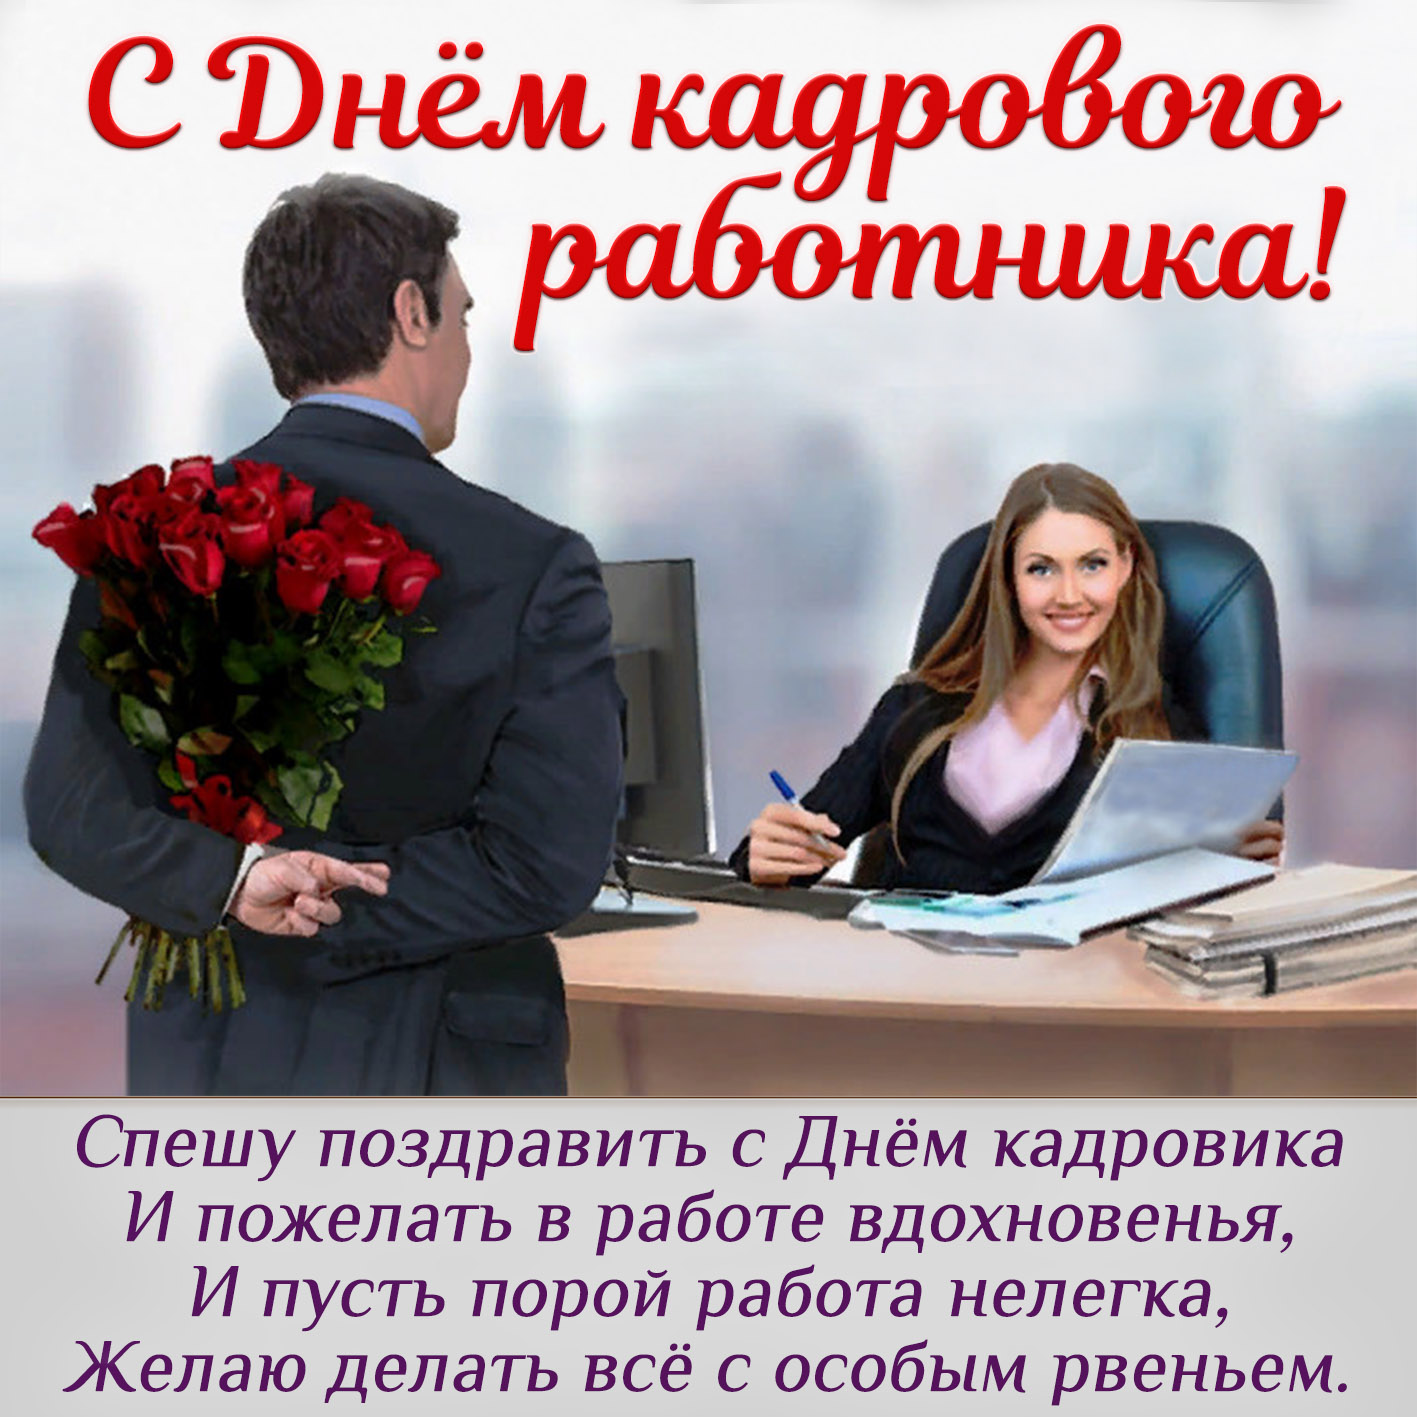 С Днём кадрового
работника!
Спешу поздравить с Днём кадровика
И пожелать в работе вдохновенья,
И пусть порой работа нелегка,
Желаю делать всё с особым рвеньем.